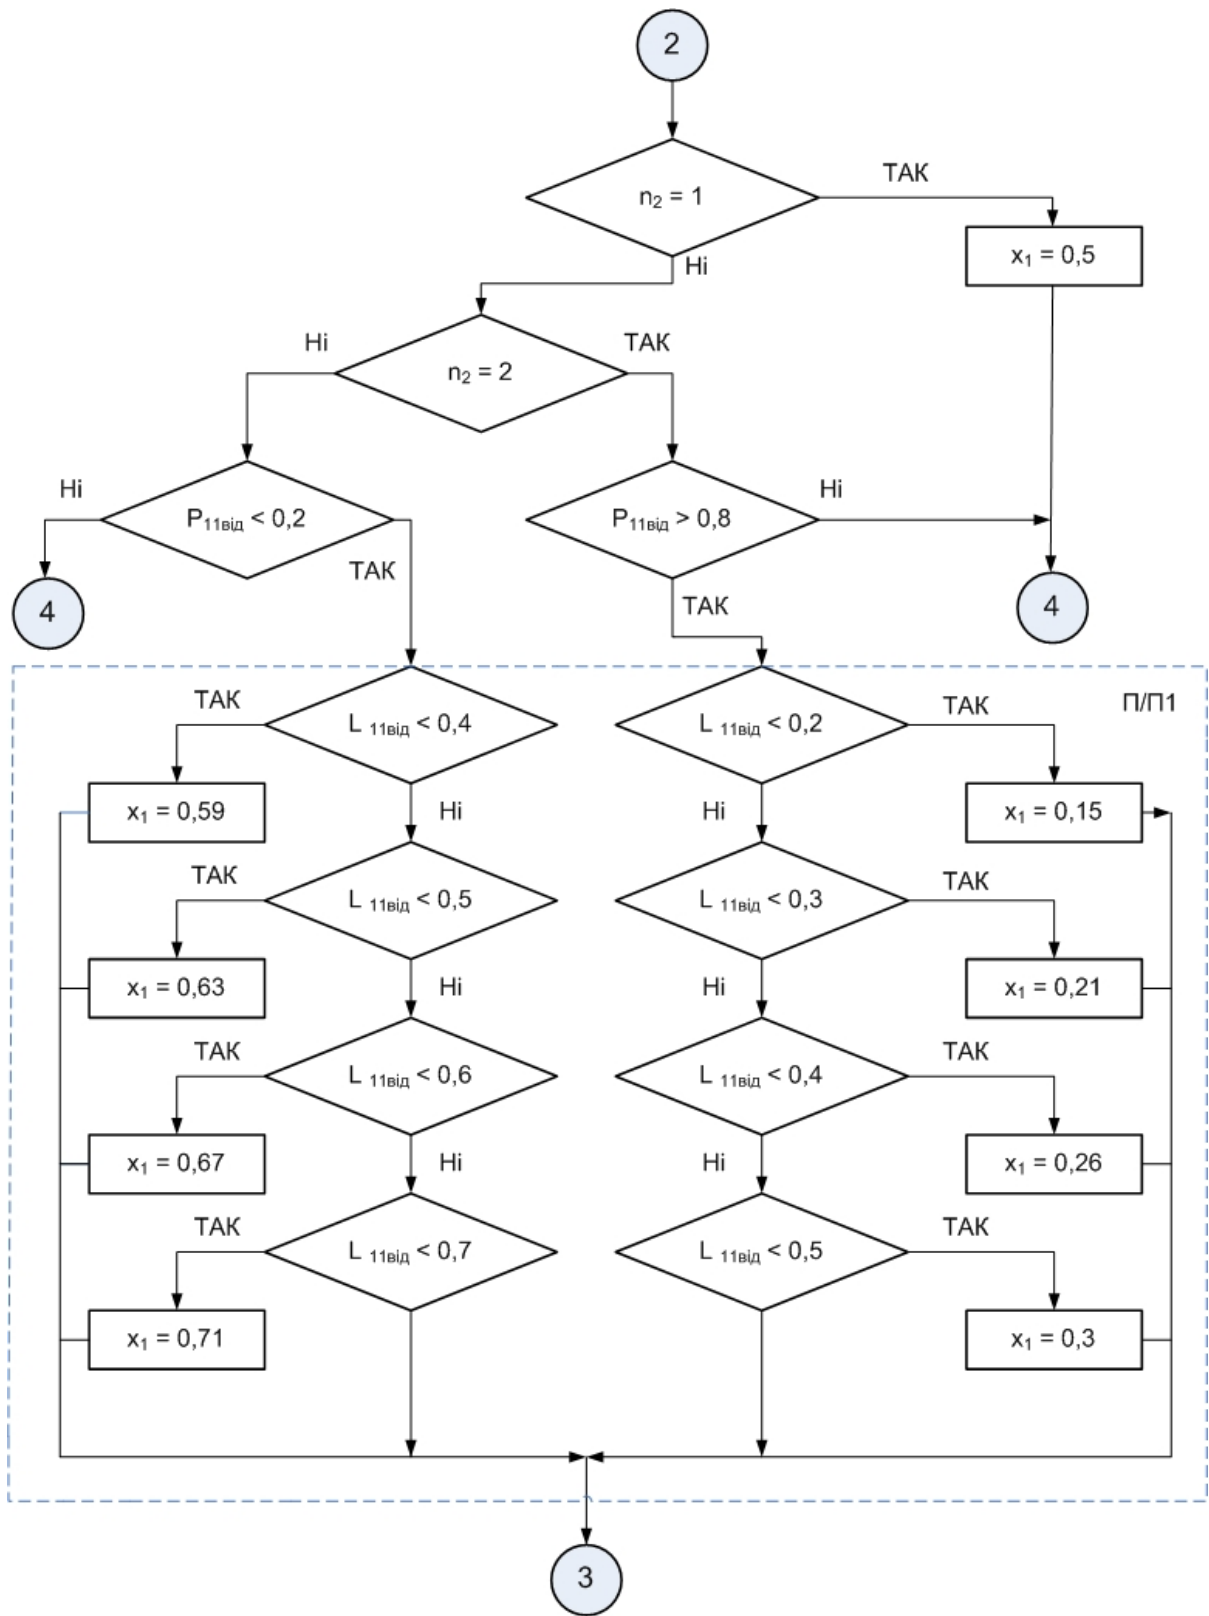 2
n₂ = 1
ТАК
x₁ = 0,5
Ні
Ні
n₂ = 2
ТАК
Ні
P₁₁від < 0,2
ТАК
P₁₁від > 0,8
Ні
4
ТАК
4
П/П1
ТАК
L ₁₁від < 0,4
L ₁₁від < 0,2
ТАК
x₁ = 0,59
Ні
Ні
x₁ = 0,15
ТАК
L ₁₁від < 0,5
L ₁₁від < 0,3
ТАК
x₁ = 0,63
Ні
Ні
x₁ = 0,21
ТАК
L ₁₁від < 0,6
L ₁₁від < 0,4
ТАК
x₁ = 0,67
Ні
Ні
x₁ = 0,26
ТАК
L ₁₁від < 0,7
L ₁₁від < 0,5
ТАК
x₁ = 0,71
x₁ = 0,3
3